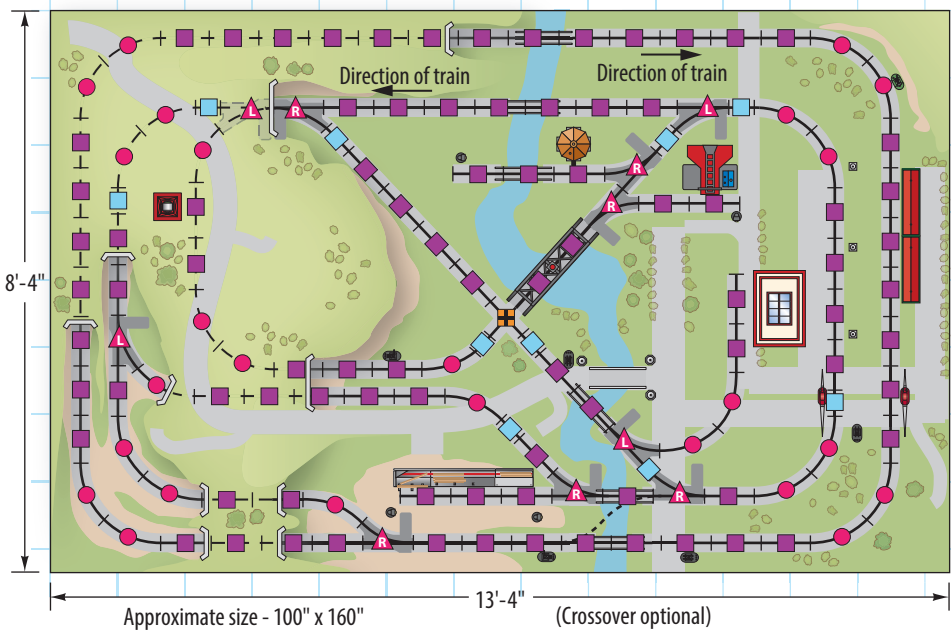 Direction of train
Direction of train
L
R
L
R
R
8'-4"
L
L
R
R
R
13'-4"
Approximate size - 100" x 160"
(Crossover optional)